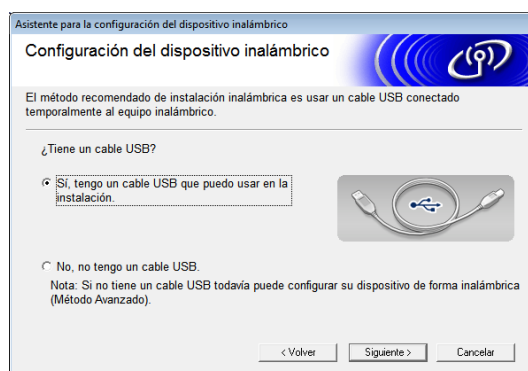 Asistente para la configuración del dispositivo inalámbrico
Configuración del dispositivo inalámbrico
El método recomendado de instalación inalámbrica es usar un cable USB conectado
temporalmente al equipo inalámbrico.
¿Tiene un cable USB?
Sí, tengo un cable USB que puedo usar en la
instalación.
No, no tengo un cable USB.
Nota: Si no tiene un cable USB todavía puede configurar su dispositivo de forma inalámbrica
(Método Avanzado).
< Volver
Siguiente >
Cancelar